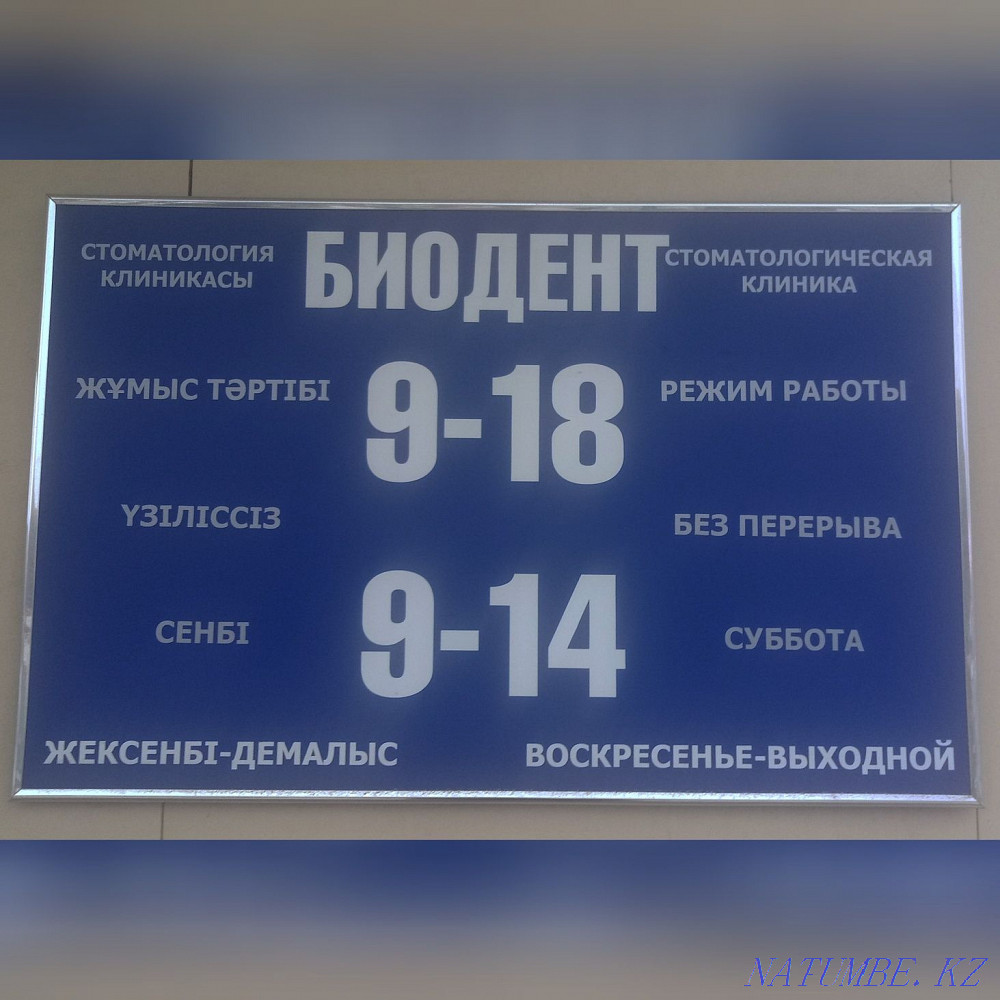 СТОМАТОЛОГИЯ
КЛИНИКАСЫ
БИОДЕНТ
СТОМАТОЛОГИЧЕСКАЯ
КЛИНИКА
ЖҰМЫС ТӘРТІБІ
9-18
РЕЖИМ РАБОТЫ
ҮЗІЛІССІЗ
БЕЗ ПЕРЕРЫВА
СЕНБІ
9-14
СУББОТА
ЖЕКСЕНБІ-ДЕМАЛЫС
ВОСКРЕСЕНЬЕ-ВЫХОДНОЙ
NATUMBE.KZ